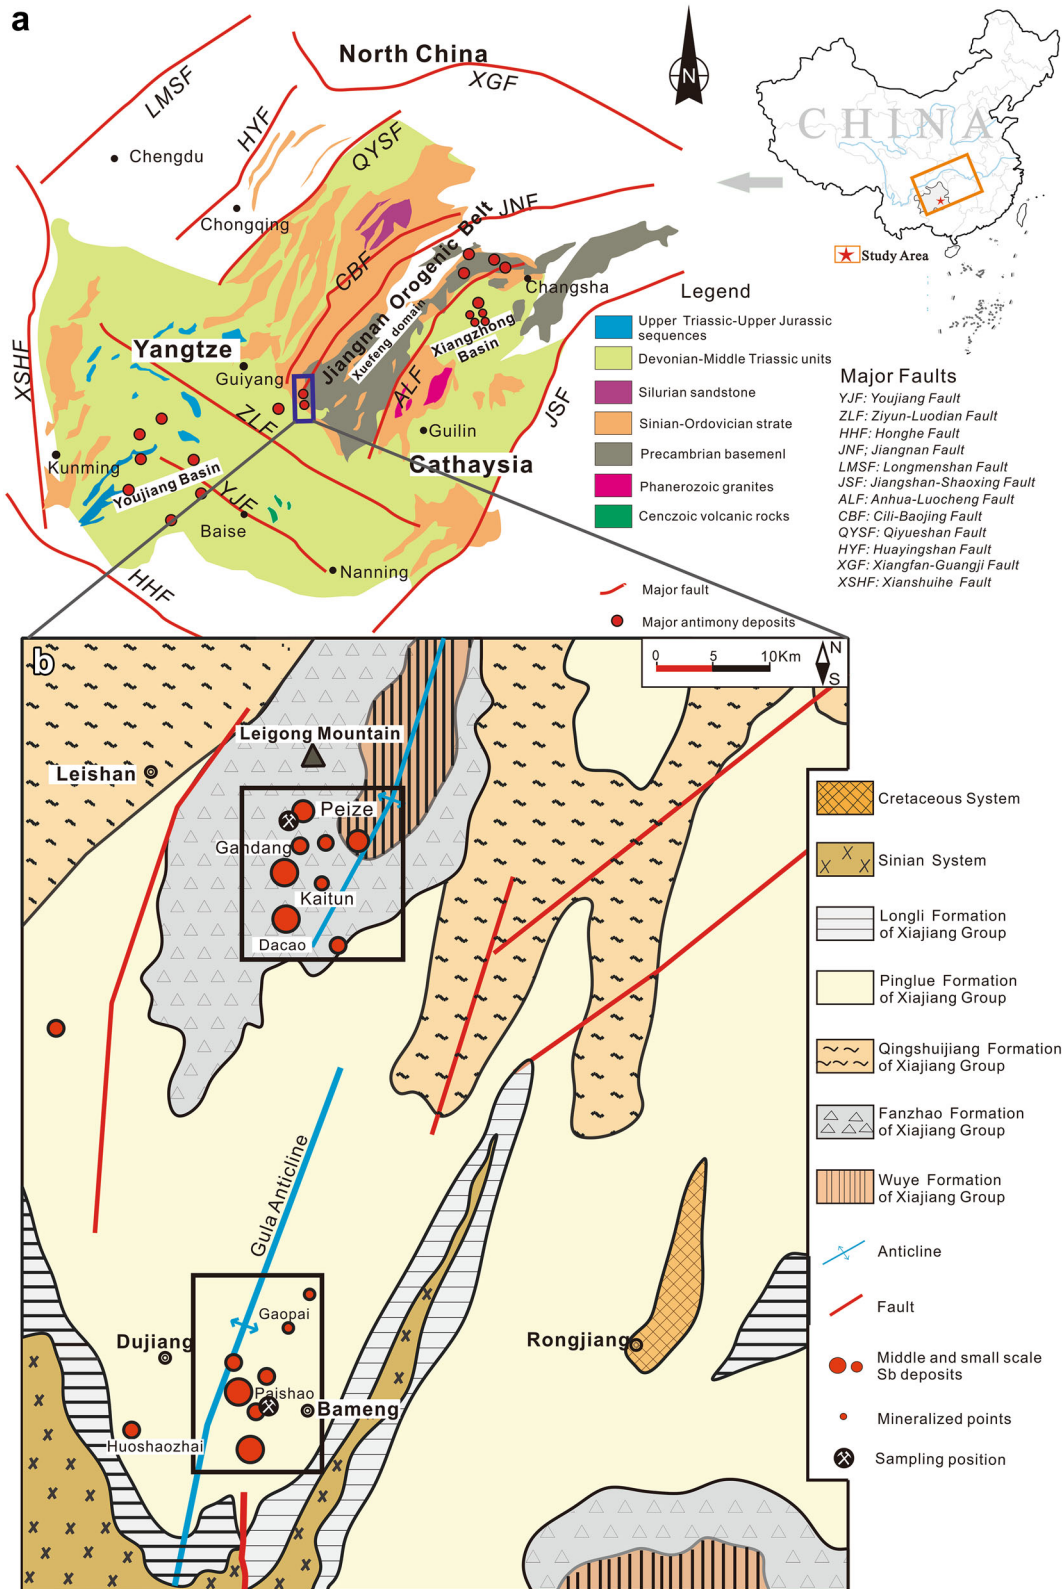 a
North China
LMSF
HYF
XGF
QYSF
N
CHINA
Study Area
Chengdu
Chongqing
JNF
CBF
Jiangnan Orogenic Belt
Xuefeng domain
Changsha
Xiangzhong
Basin
XSHF
Yangtze
Guiyang
ZLF
ALF
JSF
Guilin
Cathaysia
Kunming
Youjiang Basin
YJF
Baise
Nanning
HHF
Legend
Upper Triassic-Upper Jurassic
sequences
Devonian-Middle Triassic units
Silurian sandstone
Sinian-Ordovician strate
Precambrian basemenl
Phanerozoic granites
Cenczoic volcanic rocks
Major fault
Major antimony deposits
Major Faults
YJF: Youjiang Fault
ZLF: Ziyun-Luodian Fault
HHF: Honghe Fault
JNF; Jiangnan Fault
LMSF: Longmenshan Fault
JSF: Jiangshan-Shaoxing Fault
ALF: Anhua-Luocheng Fault
CBF: Cili-Baojing Fault
QYSF: Qiyueshan Fault
HYF: Huayingshan Fault
XGF: Xiangfan-Guangji Fault
XSHF: Xianshuihe Fault
b
0 5 10Km
N
S
Leigong Mountain
Leishan
Peize
Gandang
Kaitun
Dacao
Gula Anticline
Gaopai
Dujiang
Paishao
Bameng
Huoshaozhai
Rongjiang
Cretaceous System
Sinian System
Longli Formation
of Xiajiang Group
Pinglue Formation
of Xiajiang Group
Qingshuijiang Formation
of Xiajiang Group
Fanzhao Formation
of Xiajiang Group
Wuye Formation
of Xiajiang Group
Anticline
Fault
Middle and small scale
Sb deposits
Mineralized points
Sampling position